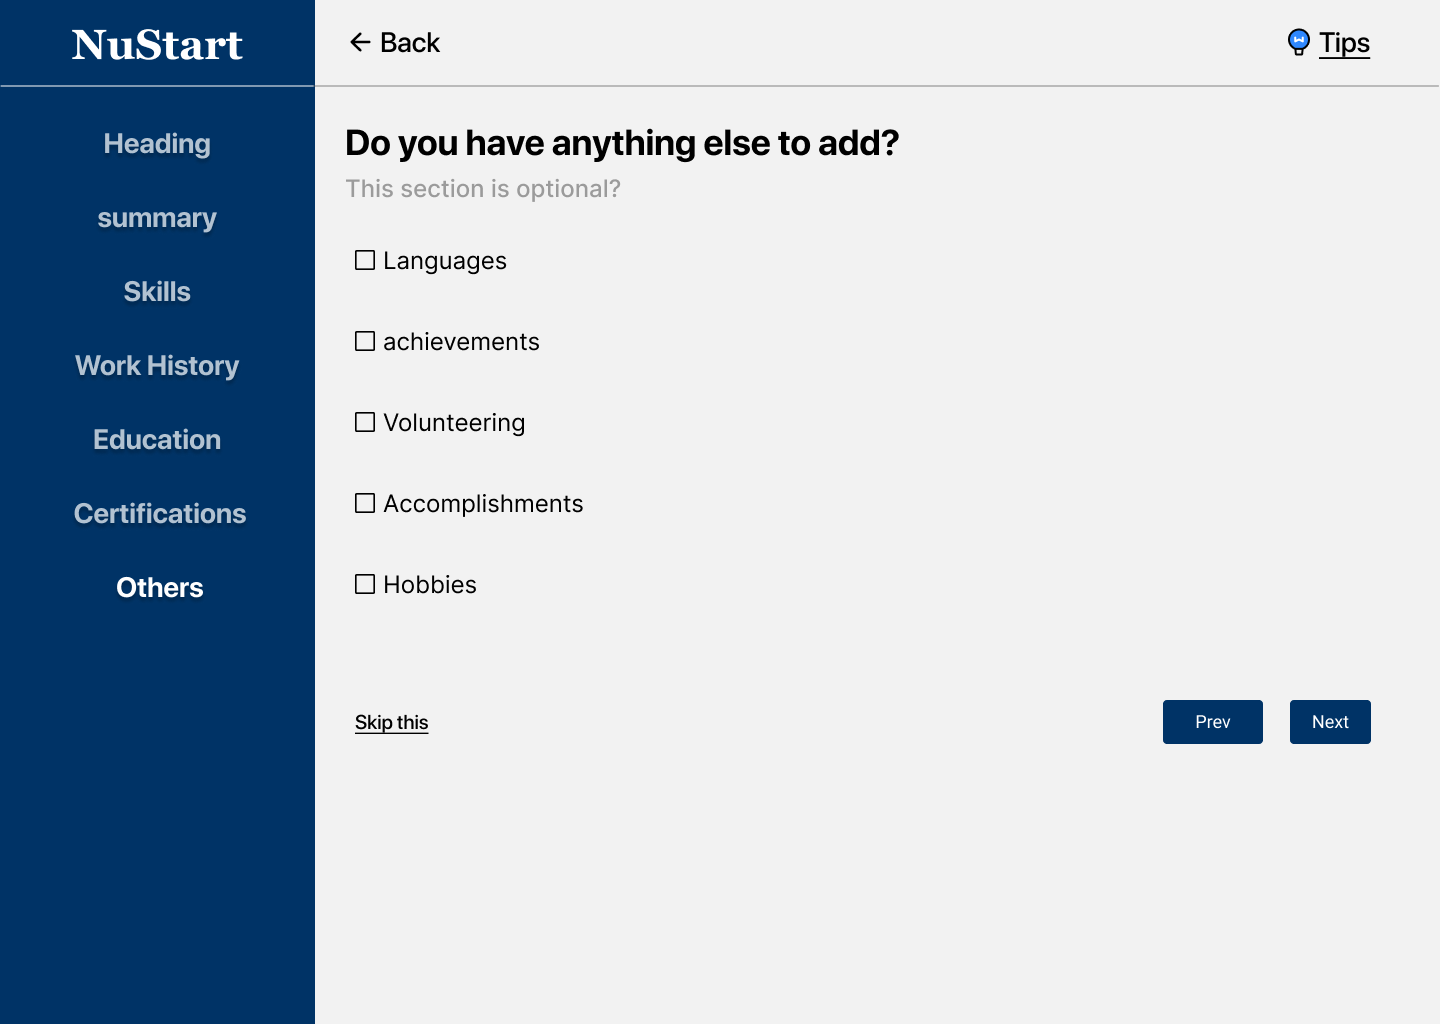 NuStart
Heading
summary
Skills
Work History
Education
Certifications
Others
← Back
Tips
Do you have anything else to add?
This section is optional?
Languages
achievements
Volunteering
Accomplishments
Hobbies
Skip this
Prev
Next